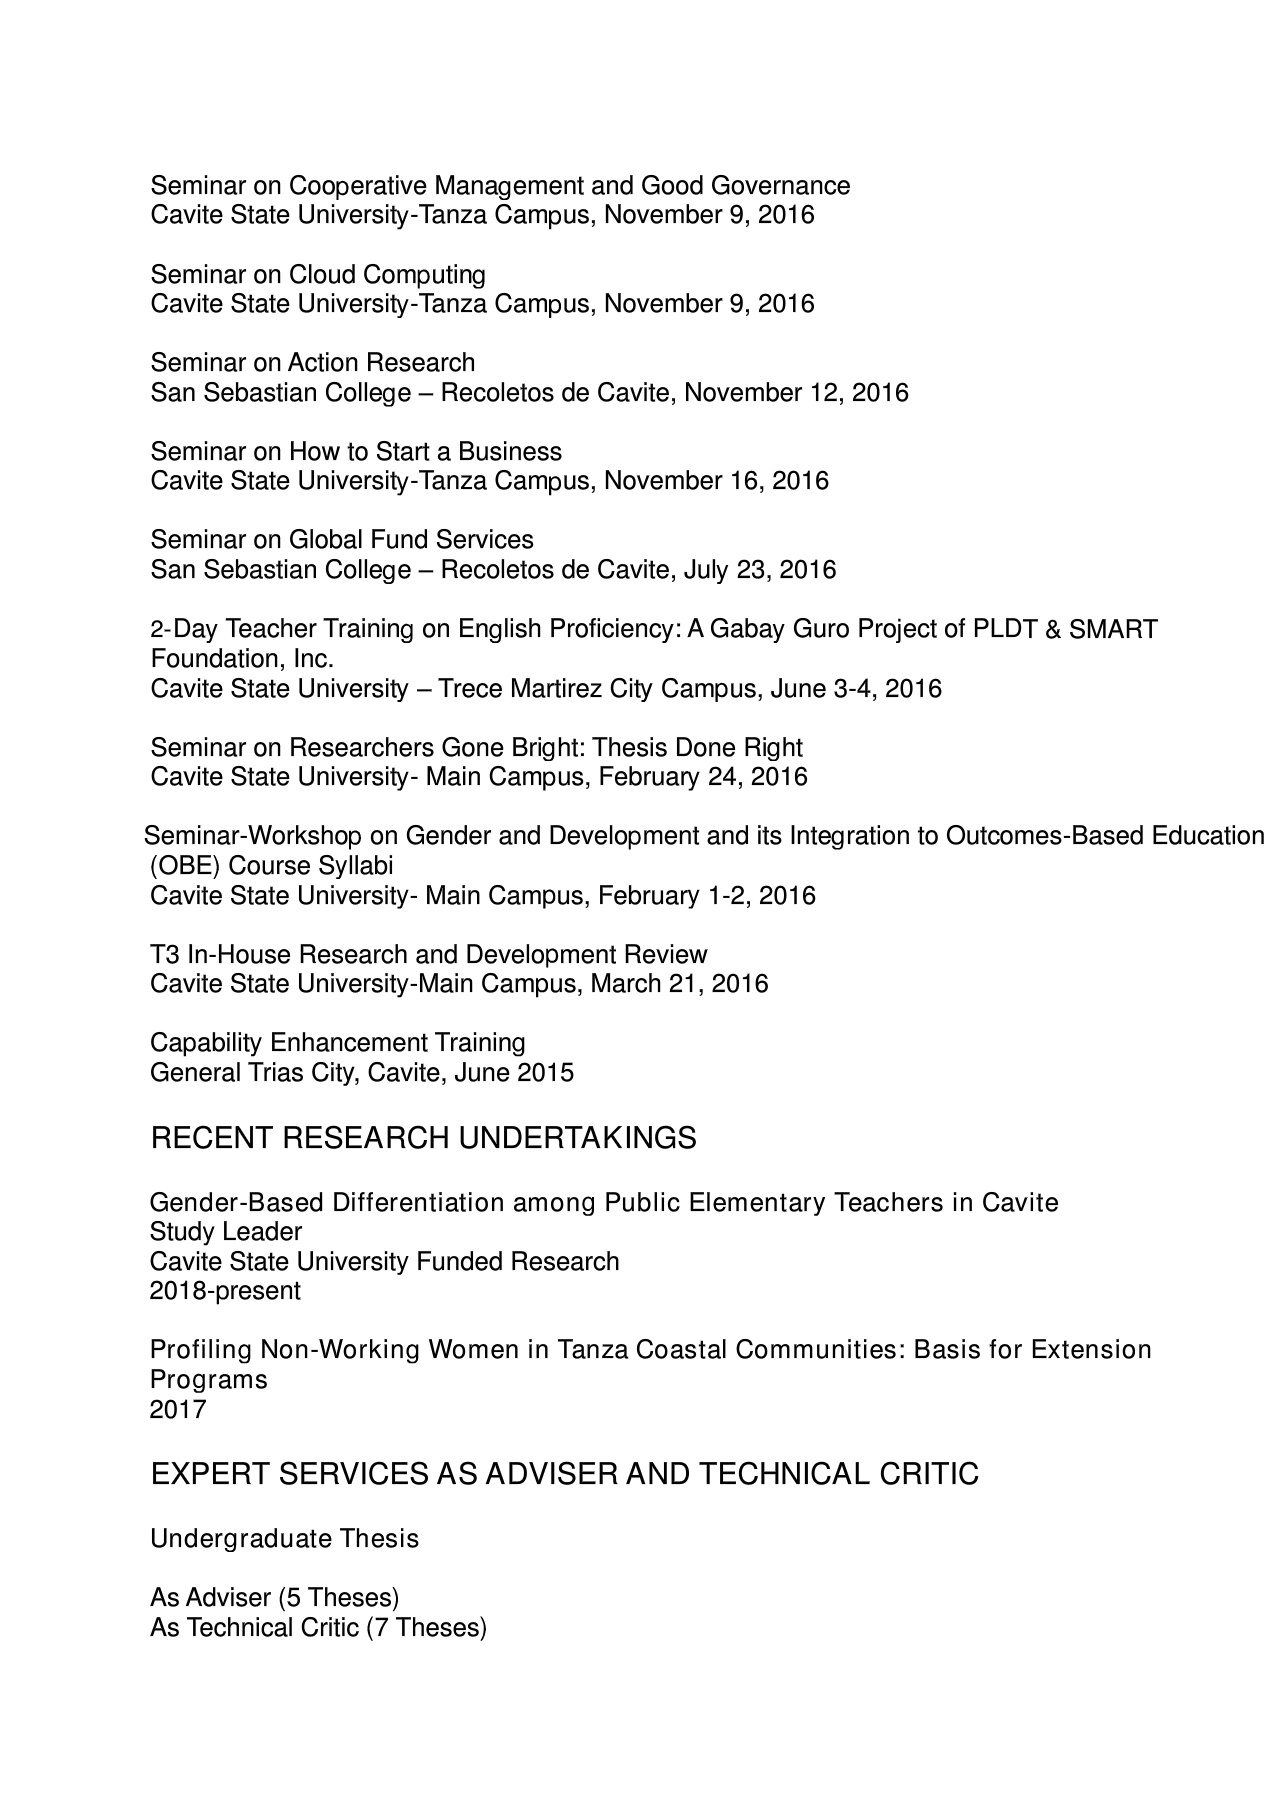 Seminar on Cooperative Management and Good Governance
Cavite State University-Tanza Campus, November 9, 2016
Seminar on Cloud Computing
Cavite State University-Tanza Campus, November 9, 2016
Seminar on Action Research
San Sebastian College – Recoletos de Cavite, November 12, 2016
Seminar on How to Start a Business
Cavite State University-Tanza Campus, November 16, 2016
Seminar on Global Fund Services
San Sebastian College – Recoletos de Cavite, July 23, 2016
2-Day Teacher Training on English Proficiency: A Gabay Guro Project of PLDT & SMART
Foundation, Inc.
Cavite State University – Trece Martirez City Campus, June 3-4, 2016
Seminar on Researchers Gone Bright: Thesis Done Right
Cavite State University- Main Campus, February 24, 2016
Seminar-Workshop on Gender and Development and its Integration to Outcomes-Based Education
(OBE) Course Syllabi
Cavite State University- Main Campus, February 1-2, 2016
T3 In-House Research and Development Review
Cavite State University-Main Campus, March 21, 2016
Capability Enhancement Training
General Trias City, Cavite, June 2015
RECENT RESEARCH UNDERTAKINGS
Gender-Based Differentiation among Public Elementary Teachers in Cavite
Study Leader
Cavite State University Funded Research
2018-present
Profiling Non-Working Women in Tanza Coastal Communities: Basis for Extension
Programs
2017
EXPERT SERVICES AS ADVISER AND TECHNICAL CRITIC
Undergraduate Thesis
As Adviser (5 Theses)
As Technical Critic (7 Theses)